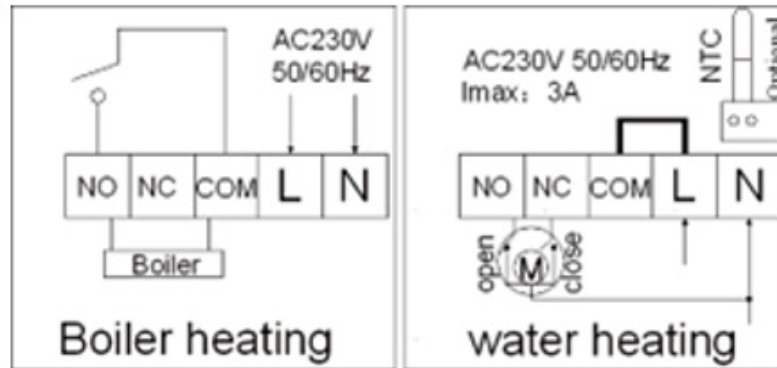 AC230V
50/60Hz
NO NC COM L N
Boiler
Boiler heating
AC230V 50/60Hz
Imax: 3A
NTC
Optional
NO NC COM L N
open
M
close
water heating